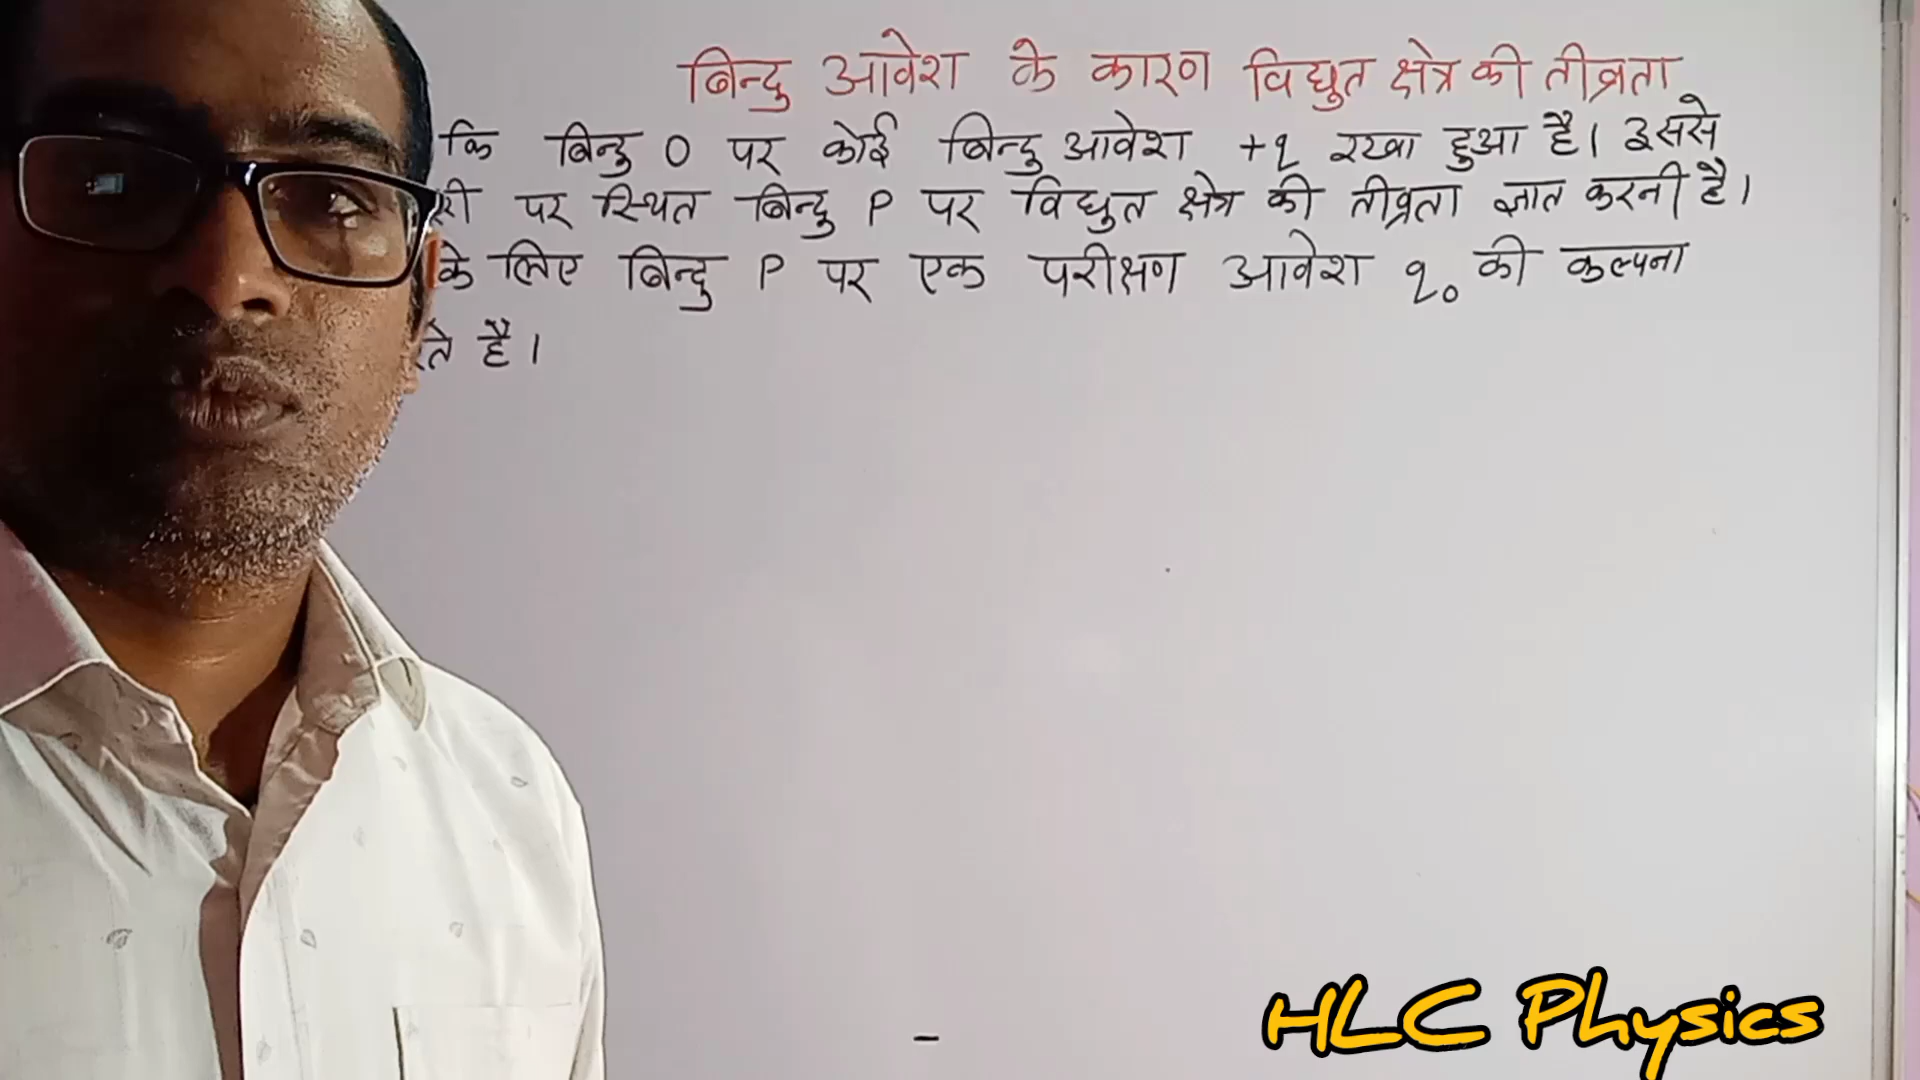 बिन्दु आवेश के कारण विद्युत क्षेत्र की तीव्रता
कि बिन्दु O पर कोई बिन्दु आवेश +q रखा हुआ है। इससे
पर स्थित बिन्दु P पर विद्युत क्षेत्र की तीव्रता ज्ञात करनी है।
के लिए बिन्दु P पर एक परीक्षण आवेश q₀ की कल्पना
है।
HLC Physics